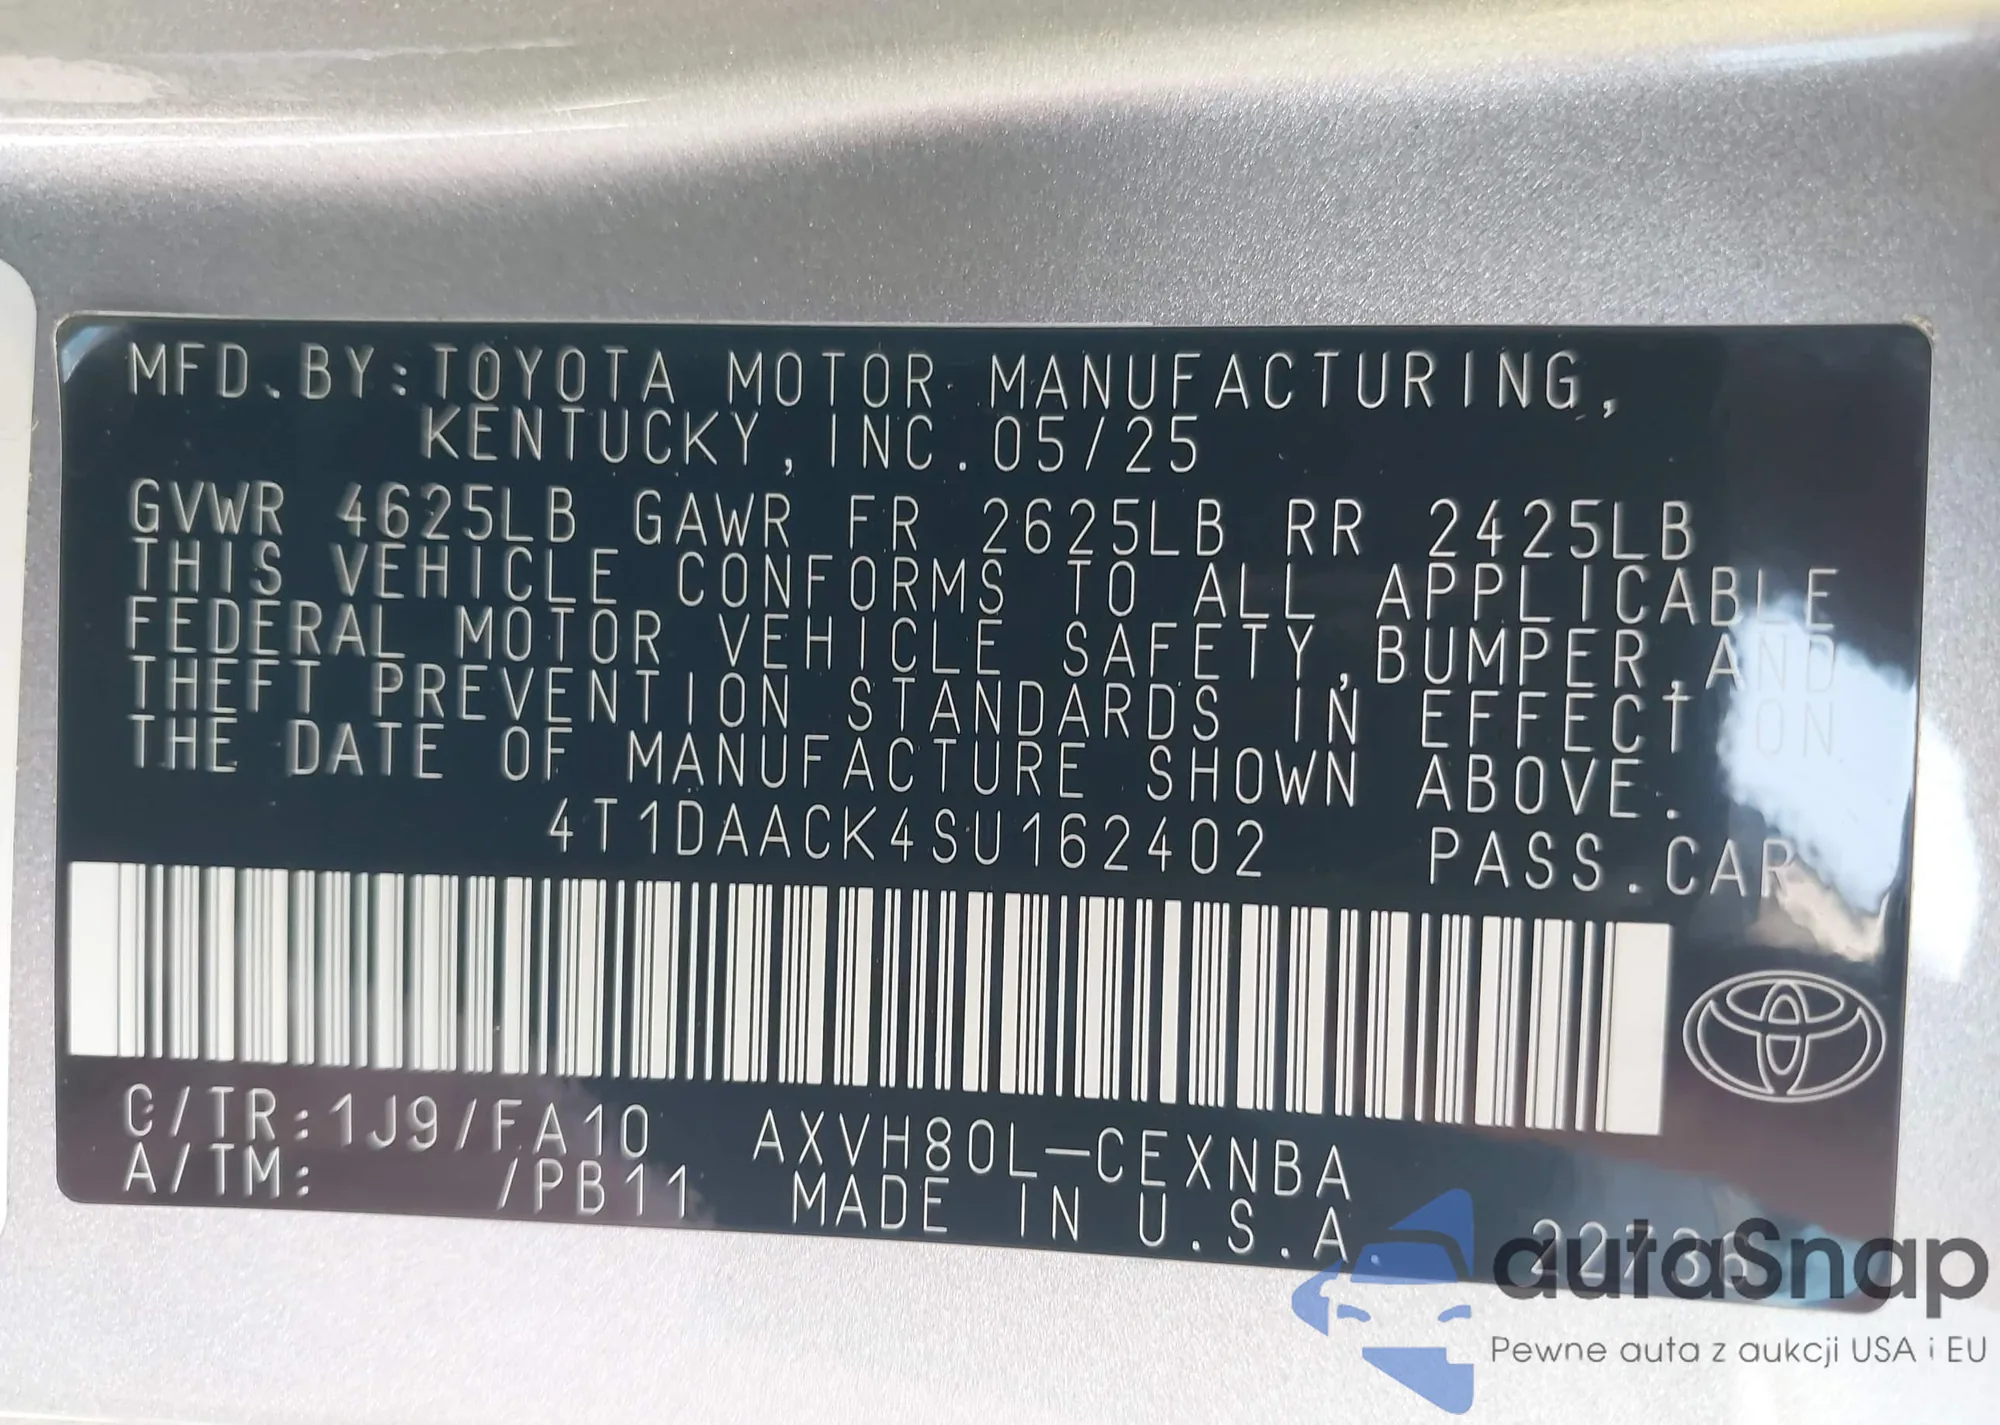 MFD.BY:TOYOTA MOTOR MANUFACTURING,
KENTUCKY, INC. 05/25
GVWR 4625LB GAWR FR 2625LB RR 2425LB
THIS VEHICLE CONFORMS TO ALL APPLICABLE
FEDERAL MOTOR VEHICLE SAFETY,BUMPER,AND
THEFT PREVENTION STANDARDS IN EFFECT ON
THE DATE OF MANUFACTURE SHOWN ABOVE.
4T1DAACK4SU162402 PASS.CAR
C/TR:1J9/FA10 AXVH80L-CEXNBA
A/TM: /PB11 MADE IN U.S.A
autaSnap
Pewne auta z aukcji USA i EU